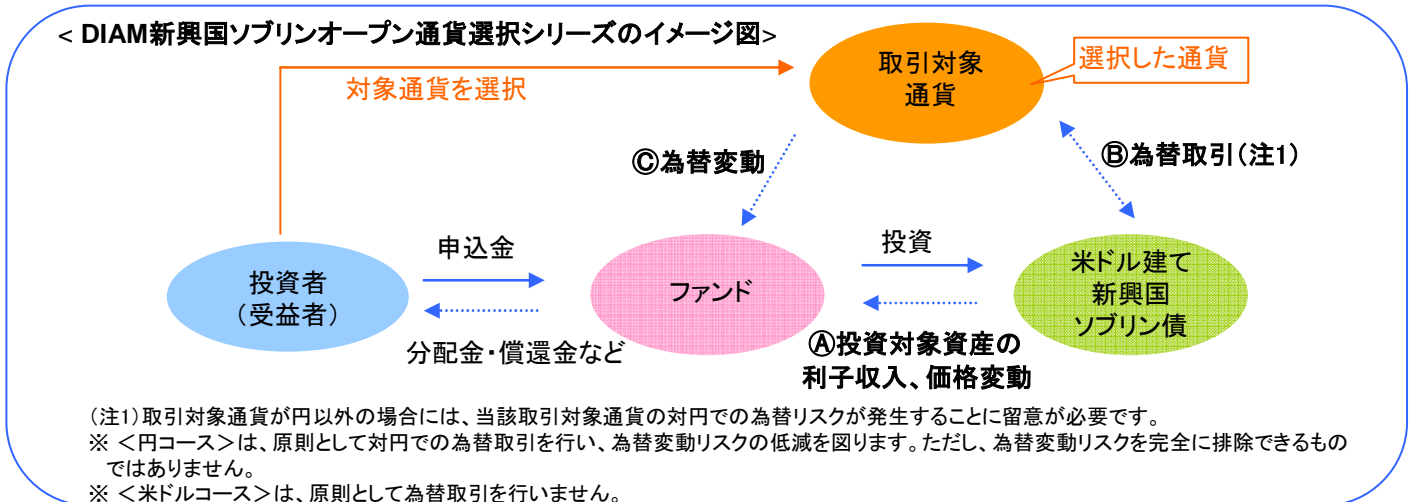 < DIAM新興国ソブリンオープン通貨選択シリーズのイメージ図>
取引対象
通貨
選択した通貨
対象通貨を選択
Ⓒ為替変動
Ⓑ為替取引(注1)
申込金
投資
投資者
(受益者)
ファンド
米ドル建て
新興国
ソブリン債
分配金・償還金など
Ⓐ投資対象資産の
利子収入、価格変動
(注1)取引対象通貨が円以外の場合には、当該取引対象通貨の対円での為替リスクが発生することに留意が必要です。
※ <円コース>は、原則として対円での為替取引を行い、為替変動リスクの低減を図ります。ただし、為替変動リスクを完全に排除できるもの
ではありません。
※ <米ドルコース>は、原則として為替取引を行いません。